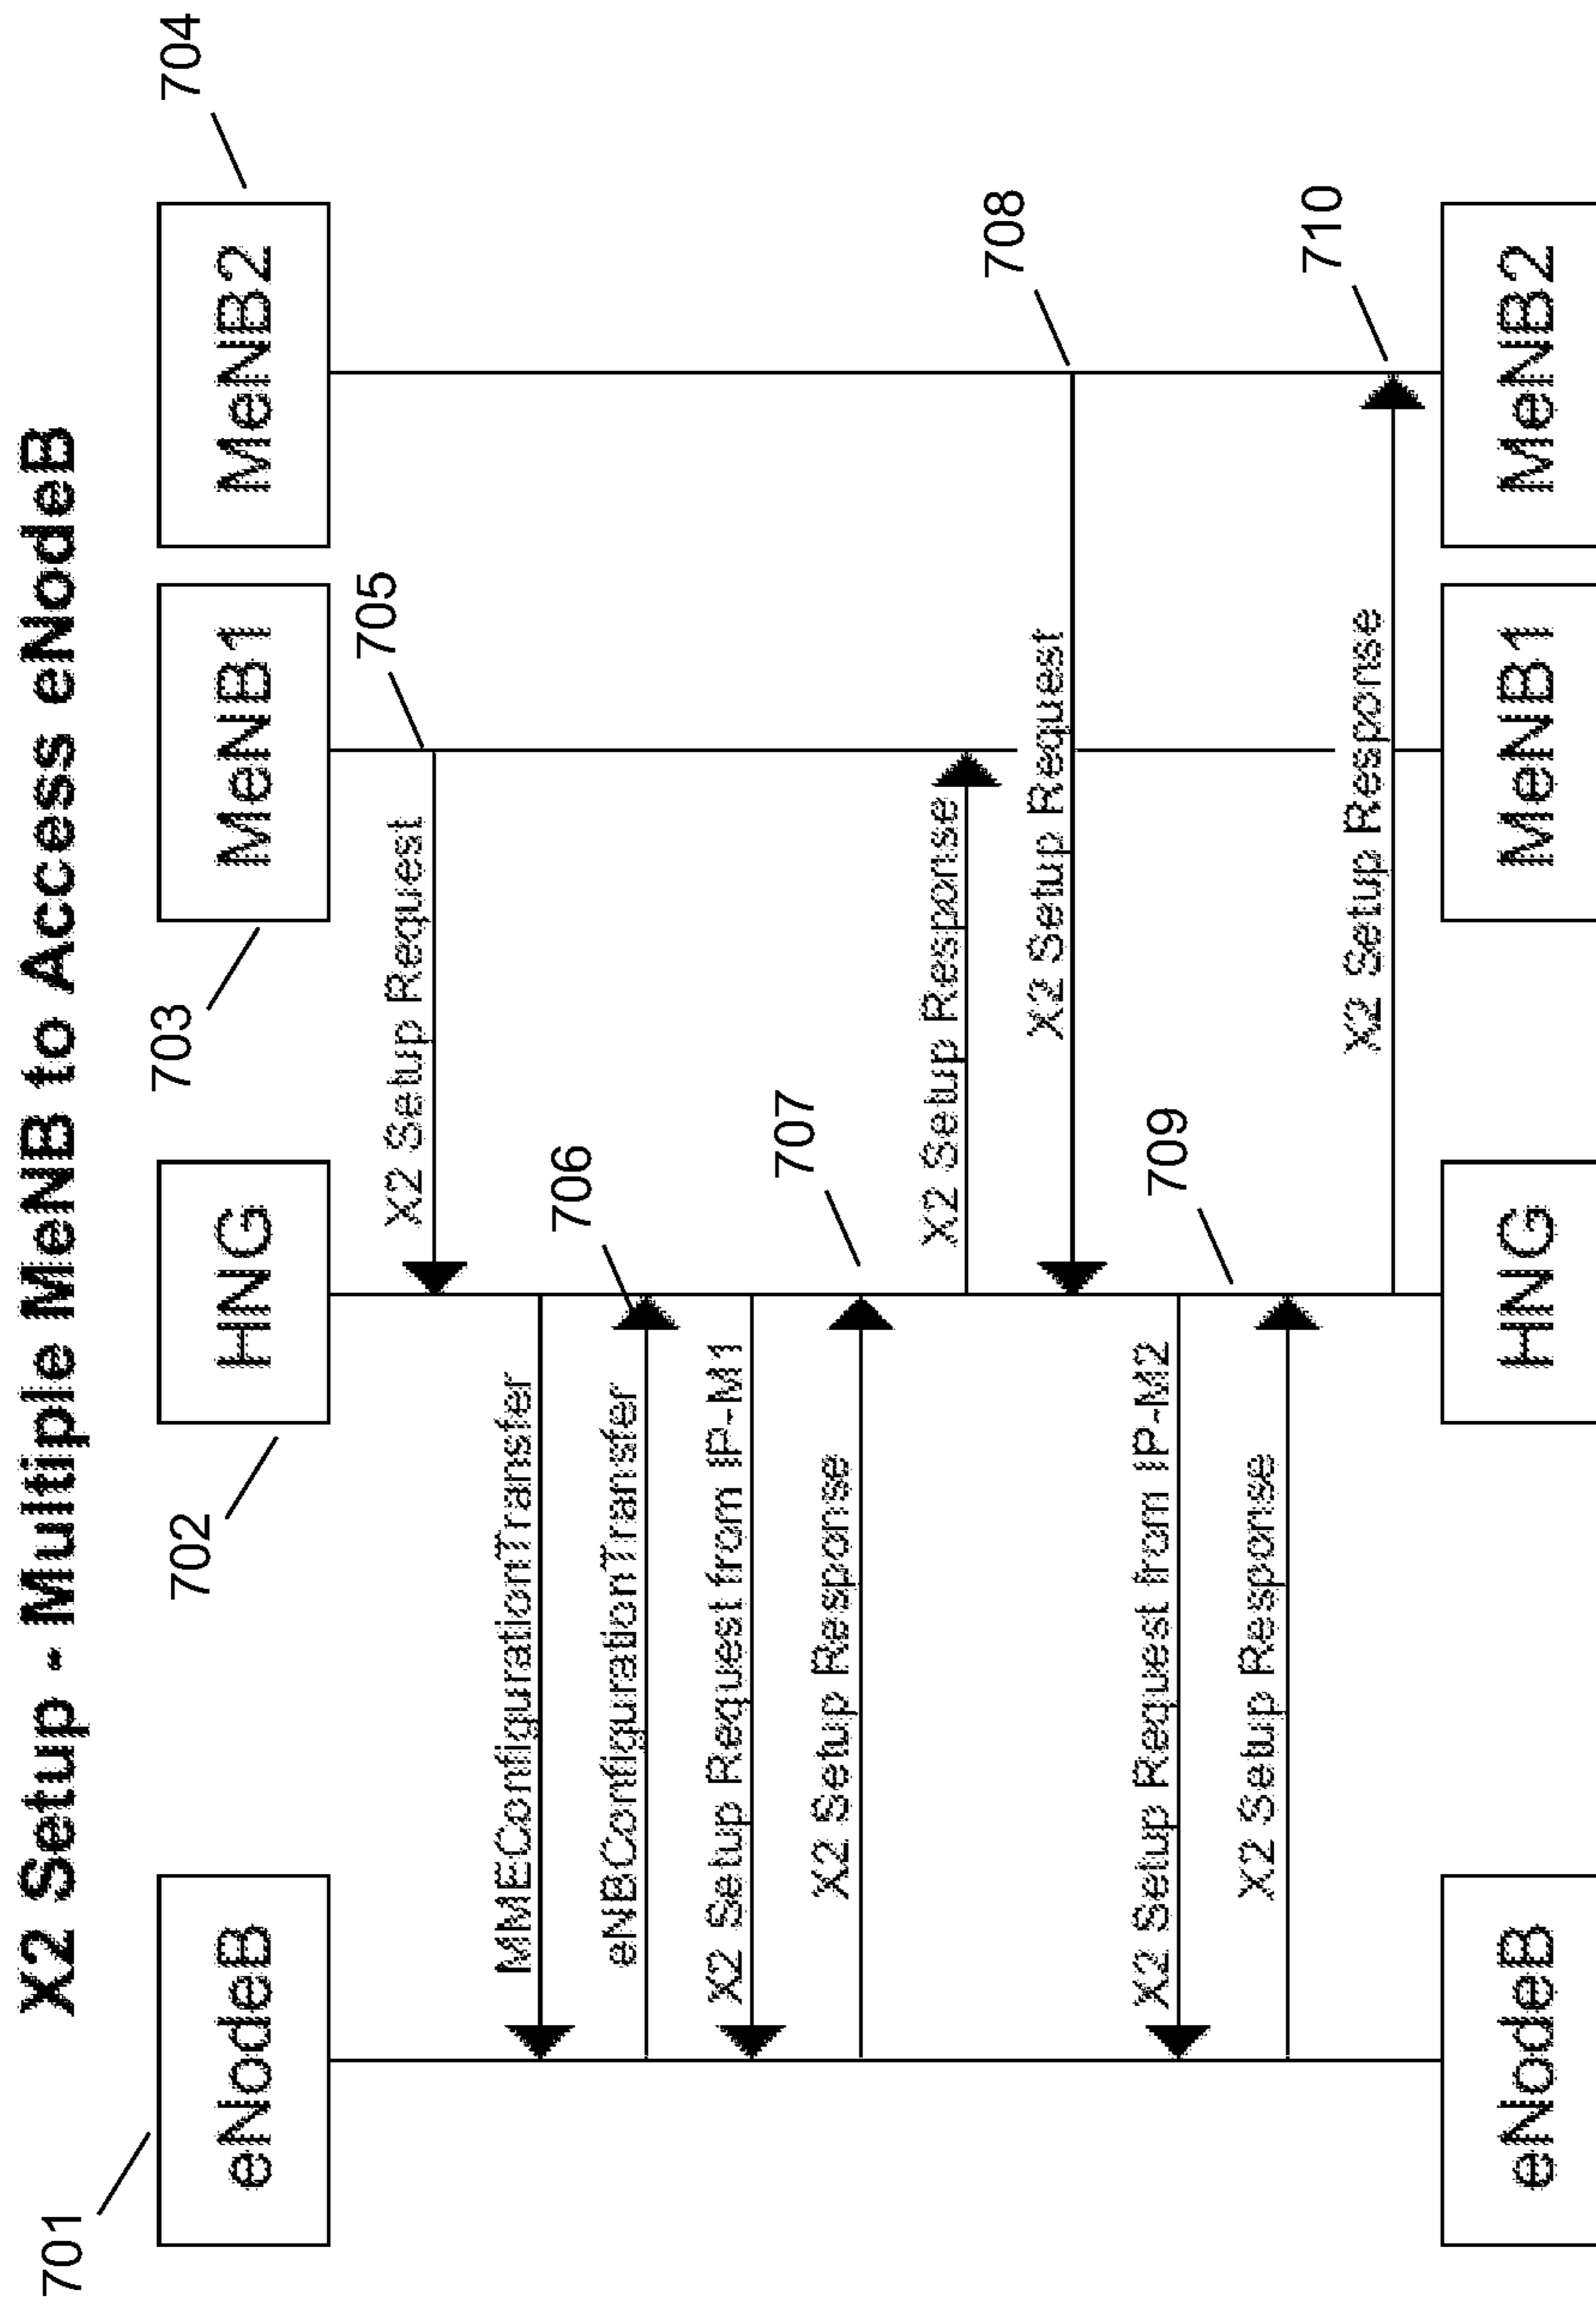 X2 Setup - Multiple MeNB to Access eNodeB
701
702
703
704
eNodeB
HNG
MeNB1
MeNB2
X2 Setup Request
705
MMEConfigurationTransfer
eNBConfigurationTransfer
706
X2 Setup Request from IP-M1
X2 Setup Response
707
X2 Setup Response
X2 Setup Request
708
X2 Setup Request from IP-M2
709
X2 Setup Response
X2 Setup Response
710
eNodeB
HNG
MeNB1
MeNB2